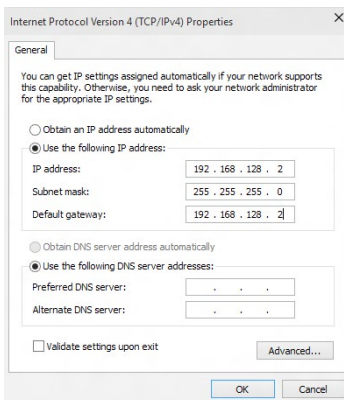 Internet Protocol Version 4 (TCP/IPv4) Properties
General
You can get IP settings assigned automatically if your network supports
this capability. Otherwise, you need to ask your network administrator
for the appropriate IP settings.
Obtain an IP address automatically
Use the following IP address:
IP address: 192 . 168 . 128 . 2
Subnet mask: 255 . 255 . 255 . 0
Default gateway: 192 . 168 . 128 . 2
Obtain DNS server address automatically
Use the following DNS server addresses:
Preferred DNS server: . . .
Alternate DNS server: . . .
Validate settings upon exit
Advanced...
OK Cancel